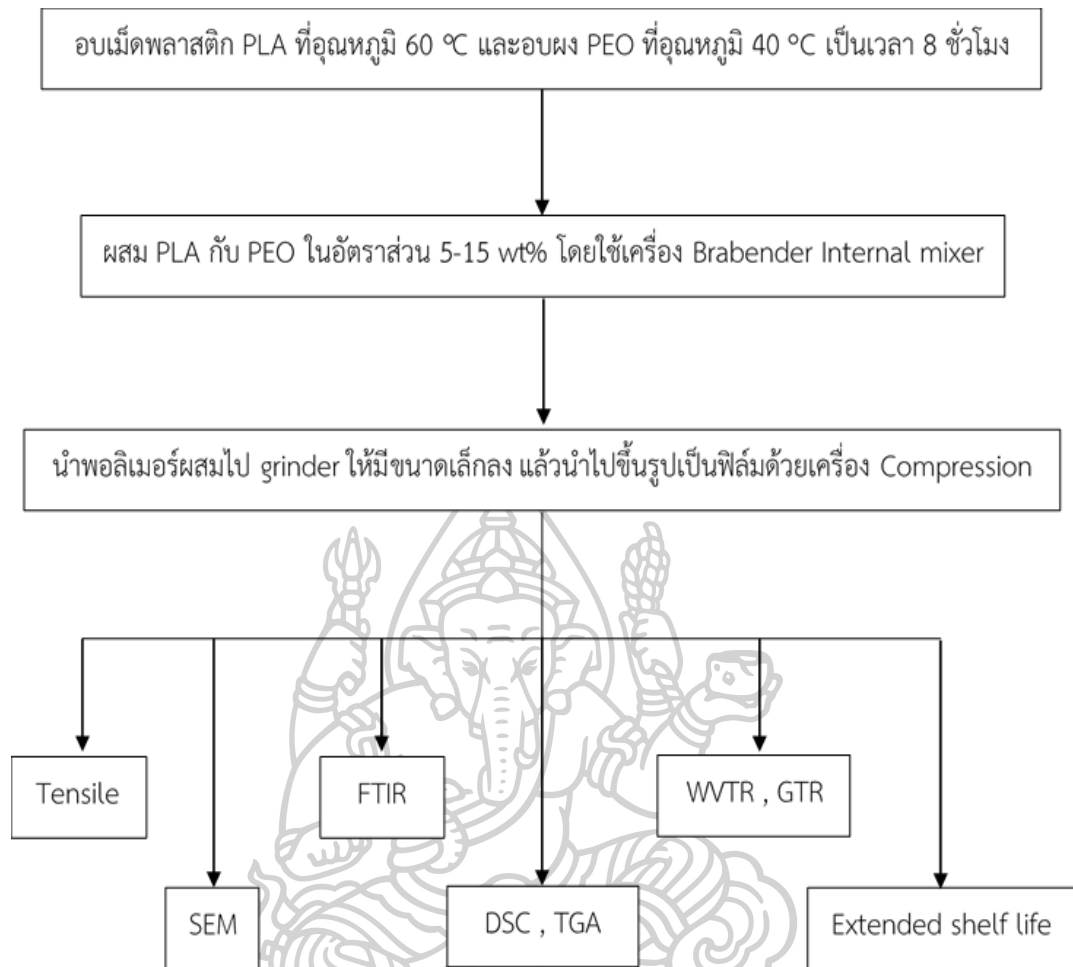 อบเม็ดพลาสติก PLA ที่อุณหภูมิ 60 °C และอบผง PEO ที่อุณหภูมิ 40 °C เป็นเวลา 8 ชั่วโมง
ผสม PLA กับ PEO ในอัตราส่วน 5-15 wt% โดยใช้เครื่อง Brabender Internal mixer
นำพอลิเมอร์ผสมไป grinder ให้มีขนาดเล็กลง แล้วนำไปขึ้นรูปเป็นฟิล์มด้วยเครื่อง Compression
Tensile
FTIR
WVTR , GTR
SEM
DSC , TGA
Extended shelf life